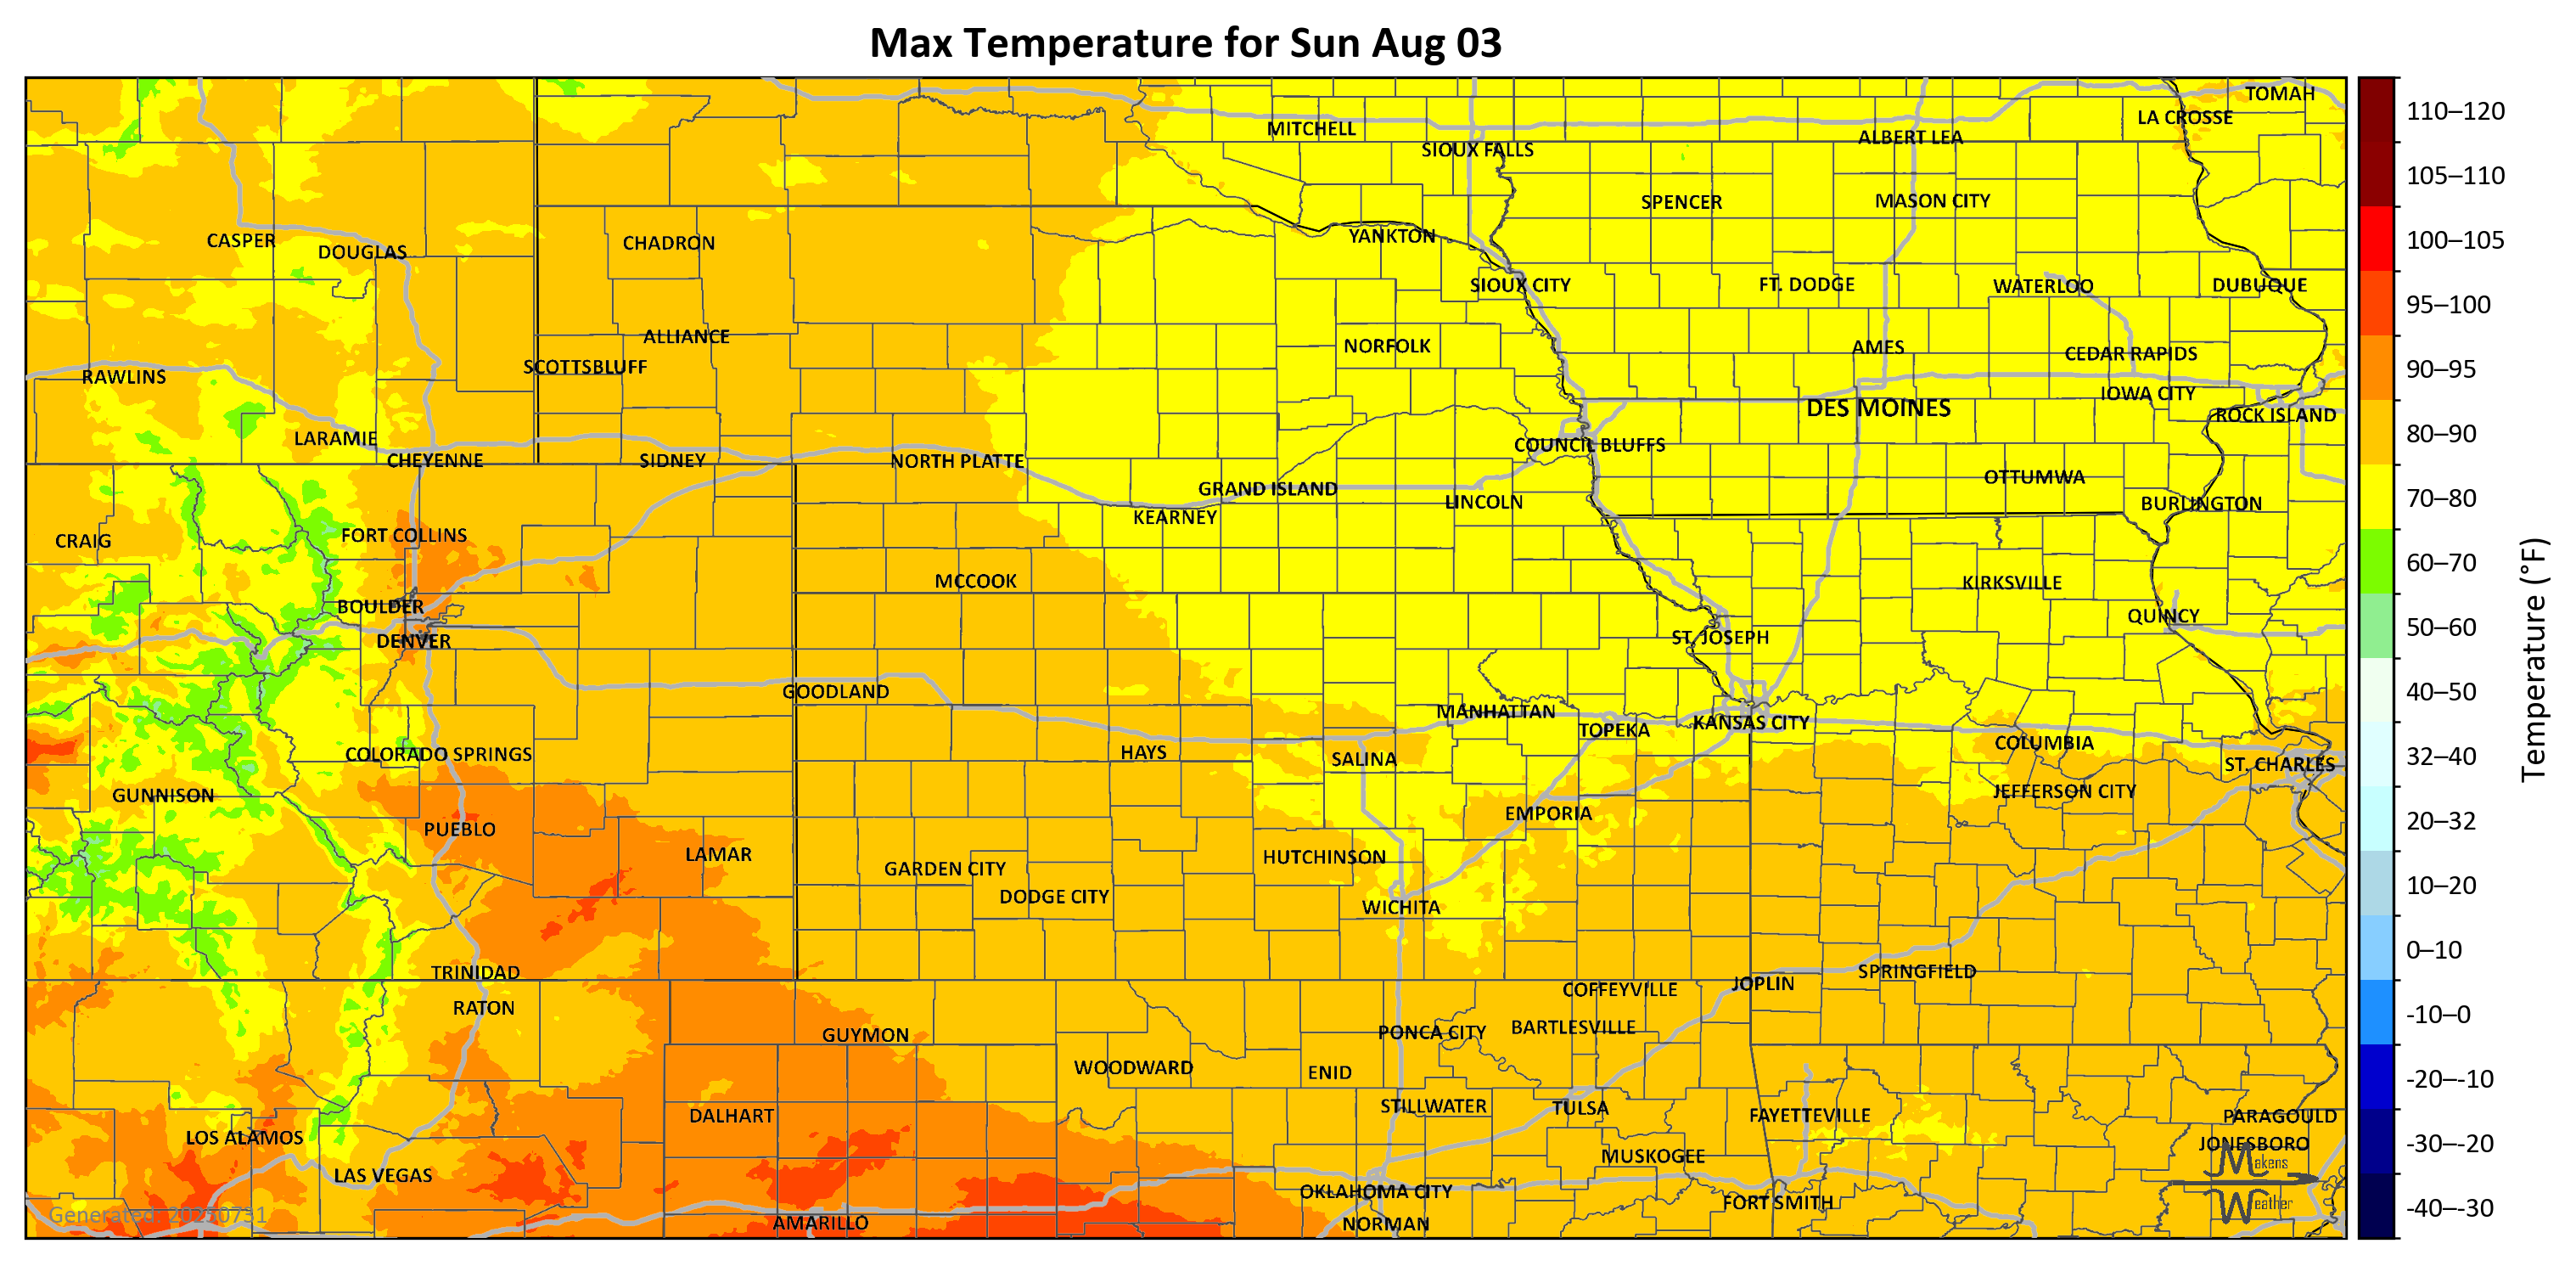 Max Temperature for Sun Aug 03
TOMAH
LA CROSSE
MITCHELL
ALBERT LEA
SIOUX FALLS
SPENCER
MASON CITY
YANKTON
CASPER
CHADRON
DOUGLAS
SIOUX CITY
FT. DODGE
WATERLOO
DUBUQUE
ALLIANCE
NORFOLK
AMES
CEDAR RAPIDS
SCOTTSBLUFF
RAWLINS
IOWA CITY
DES MOINES
ROCK ISLAND
LARAMIE
COUNCIL BLUFFS
CHEYENNE
SIDNEY
NORTH PLATTE
OTTUMWA
GRAND ISLAND
LINCOLN
BURLINGTON
KEARNEY
FORT COLLINS
CRAIG
MCCOOK
KIRKSVILLE
BOULDER
QUINCY
DENVER
ST. JOSEPH
GOODLAND
MANHATTAN
KANSAS CITY
TOPEKA
COLUMBIA
HAYS
COLORADO SPRINGS
SALINA
ST. CHARLES
GUNNISON
JEFFERSON CITY
EMPORIA
PUEBLO
LAMAR
HUTCHINSON
GARDEN CITY
DODGE CITY
WICHITA
TRINIDAD
SPRINGFIELD
JOPLIN
COFFEYVILLE
RATON
BARTLESVILLE
PONCA CITY
GUYMON
WOODWARD
ENID
STILLWATER
TULSA
DALHART
FAYETTEVILLE
PARAGOULD
LOS ALAMOS
JONESBORO
MUSKOGEE
LAS VEGAS
OKLAHOMA CITY
FORT SMITH
AMARILLO
NORMAN
Generated: 20250731
Makens
Weather
110–120
105–110
100–105
95–100
90–95
80–90
70–80
60–70
50–60
40–50
32–40
20–32
10–20
0–10
-10–0
-20–-10
-30–-20
-40–-30
Temperature (°F)